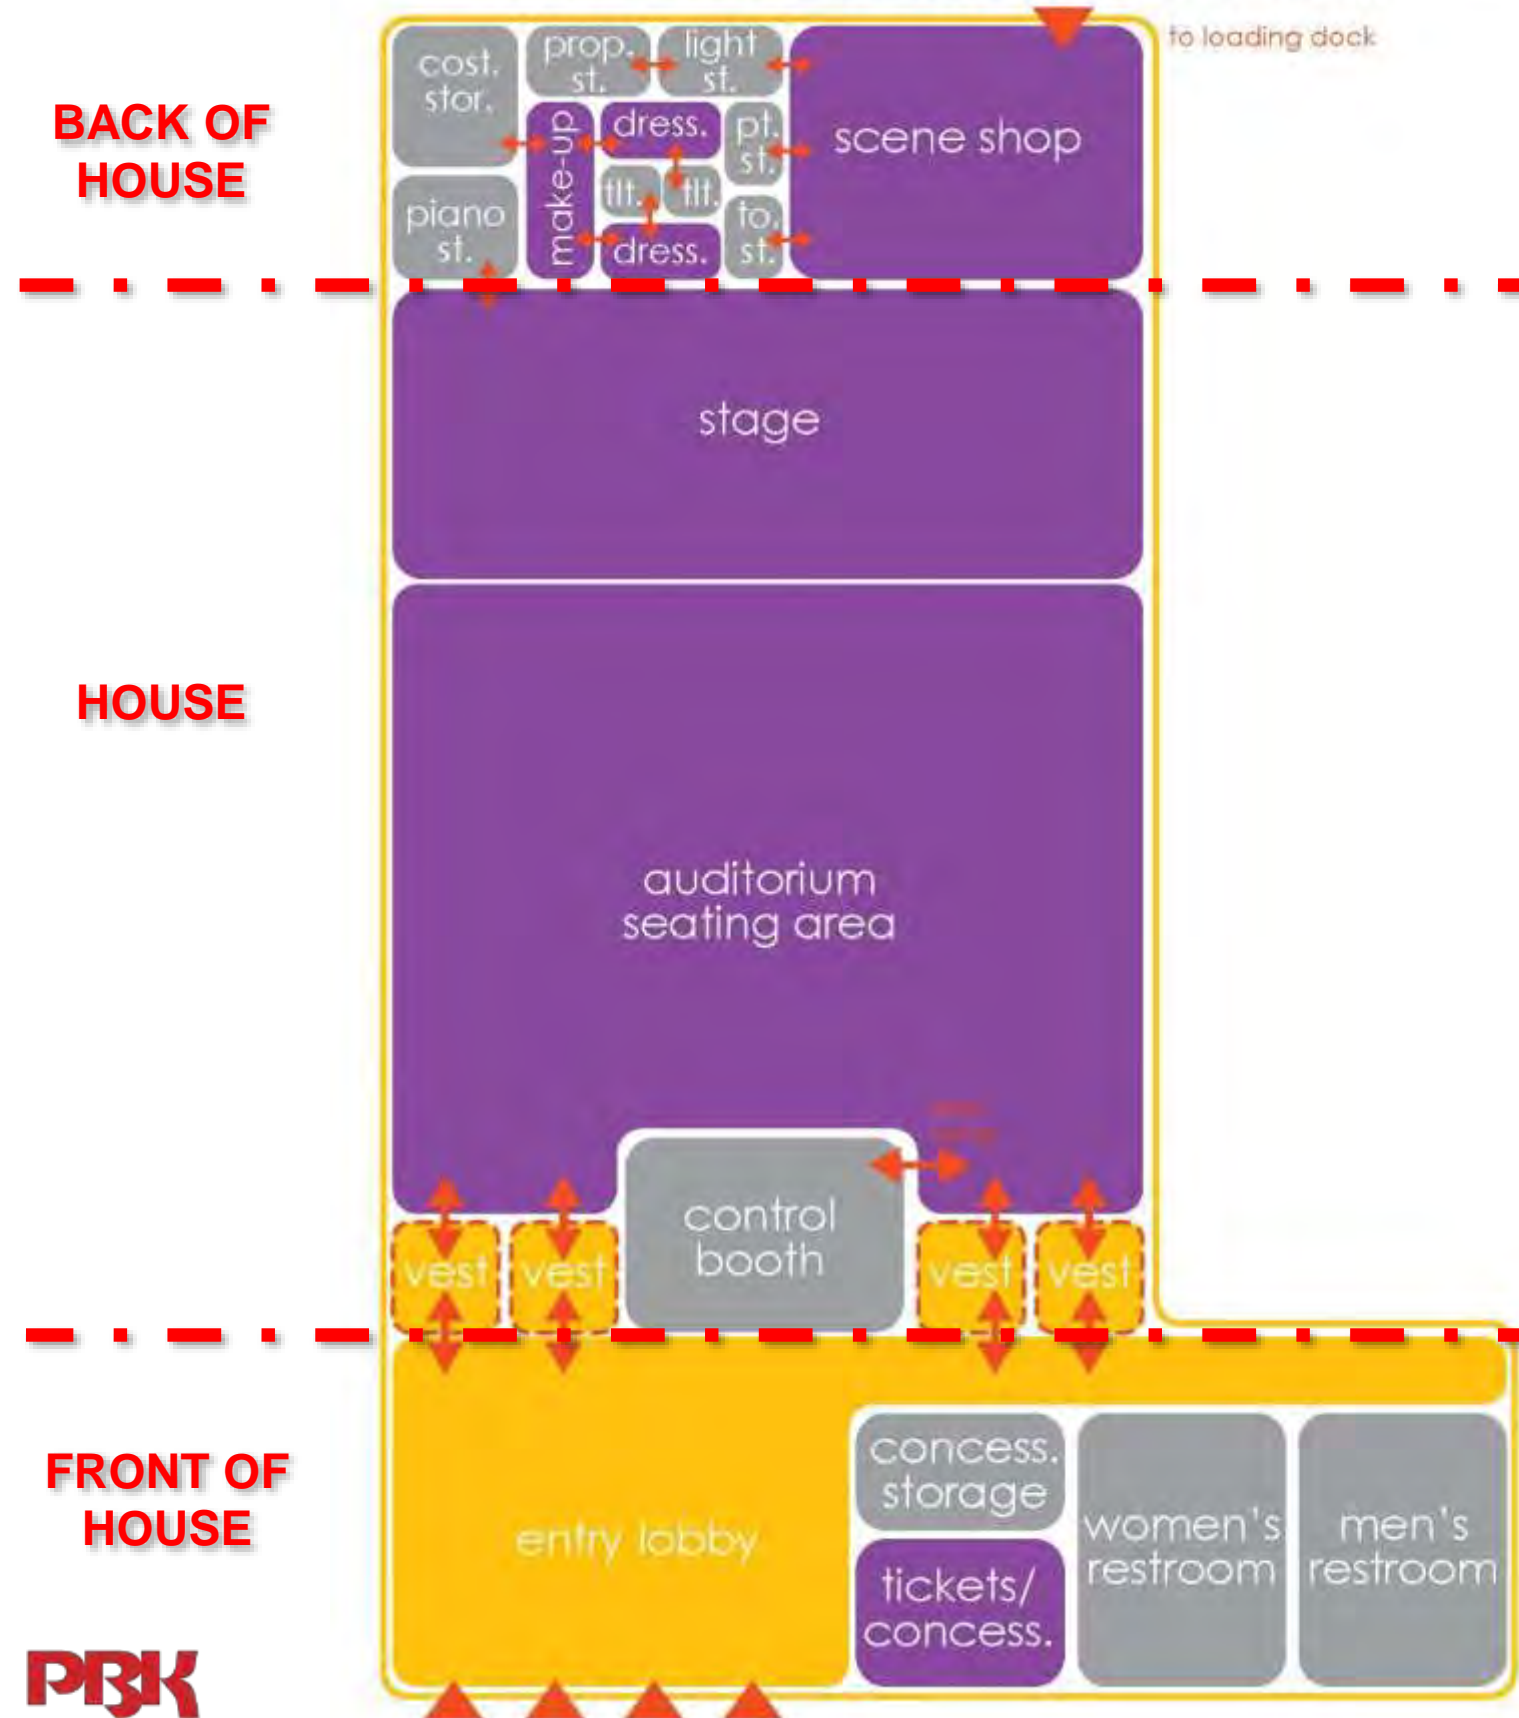 to loading dock
BACK OF
HOUSE
cost.
stor.
prop.
st.
light
st.
make-up
dress.
pt.
st.
scene shop
tlt.
tlt.
piano
st.
dress.
to.
st.
stage
HOUSE
auditorium
seating area
control
booth
vest
vest
vest
vest
FRONT OF
HOUSE
entry lobby
concess.
storage
tickets/
concess.
women's
restroom
men's
restroom
PBK